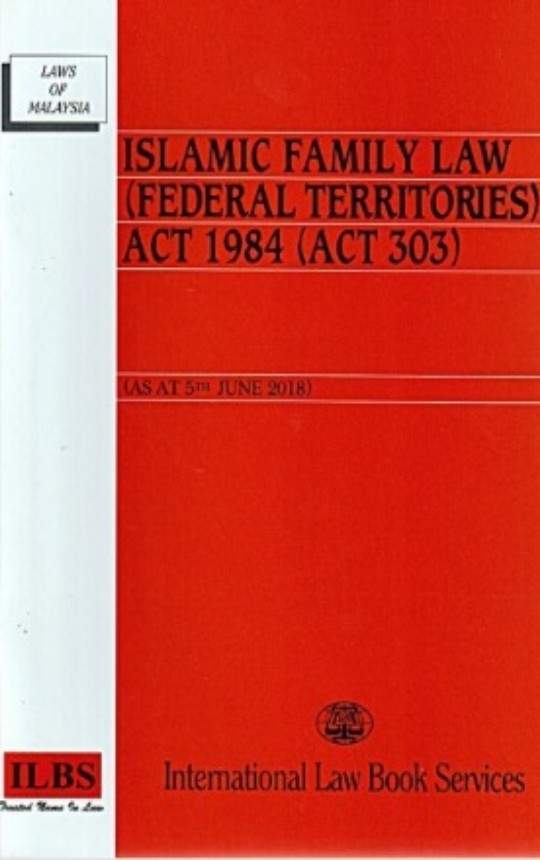 LAWS
OF
MALAYSIA
ISLAMIC FAMILY LAW
(FEDERAL TERRITORIES)
ACT 1984 (ACT 303)
(AS AT 5TH JUNE 2018)
ILBS
Trusted Name In Law
International Law Book Services